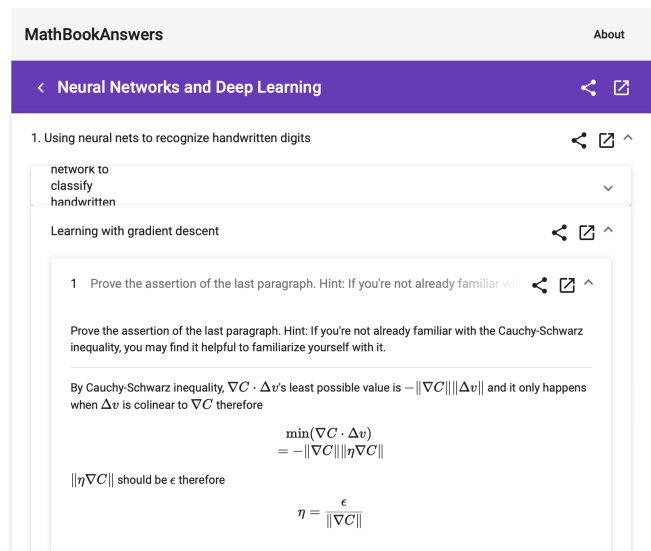 MathBookAnswers
About
Neural Networks and Deep Learning
1. Using neural nets to recognize handwritten digits
network to
classify
handwritten
Learning with gradient descent
1 Prove the assertion of the last paragraph. Hint: If you're not already familiar
Prove the assertion of the last paragraph. Hint: If you're not already familiar with the Cauchy-Schwarz
inequality, you may find it helpful to familiarize yourself with it.
By Cauchy-Schwarz inequality, ∇C · Δv's least possible value is −‖∇C‖‖Δv‖ and it only happens
when Δv is colinear to ∇C therefore
min(∇C · Δv)
= −‖∇C‖‖η∇C‖
‖η∇C‖ should be ϵ therefore
η = ϵ / ‖∇C‖